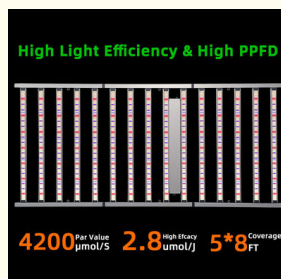 High Light Efficiency & High PPFD
4200 Par Value μmol/S
2.8 High Efcacy umol/J
5*8 Coverage FT